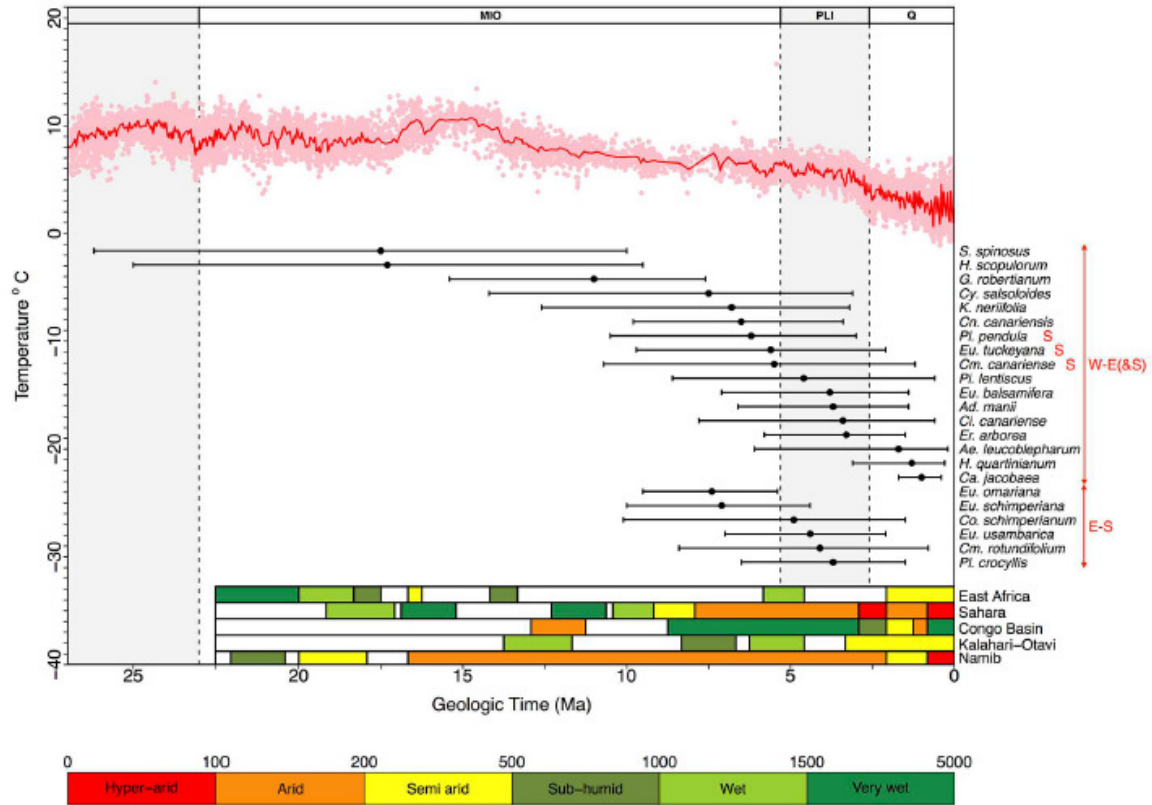 MIO PLI Q
20
10
0
−10
−20
−30
−40
Temperature ° C
S. spinosus
H. scopulorum
G. robertianum
Cy. salsoloides
K. neriifolia
Cn. canariensis
Pl. pendula S
Eu. tuckeyana S
Cm. canariense S
W-E(&S)
Pi. lentiscus
Eu. balsamifera
Ad. manii
Cl. canariense
Er. arborea
Ae. leucoblepharum
H. quartinianum
Ca. jacobaea
Eu. omariana
Eu. schimperiana
Co. schimperianum
E-S
Eu. usambarica
Cm. rotundifolium
Pl. crocyllis
East Africa
Sahara
Congo Basin
Kalahari−Otavi
Namib
25 20 15 10 5 0
Geologic Time (Ma)
0 100 200 500 1000 1500 5000
Hyper−arid Arid Semi arid Sub−humid Wet Very wet